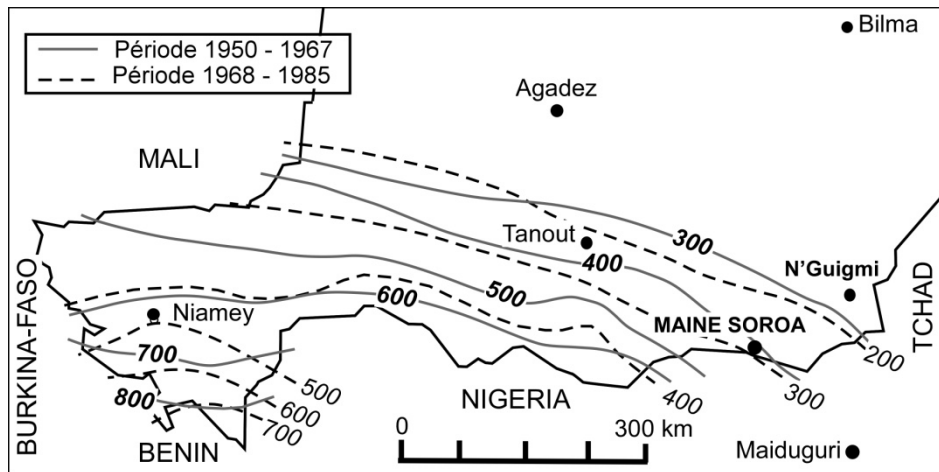 Période 1950 - 1967
Période 1968 - 1985
Bilma
Agadez
MALI
300
Tanout
400
N'Guigmi
500
600
BURKINA-FASO
TCHAD
Niamey
MAINE SOROA
700
200
800
500
400
300
600
700
NIGERIA
BENIN
0
300 km
Maiduguri